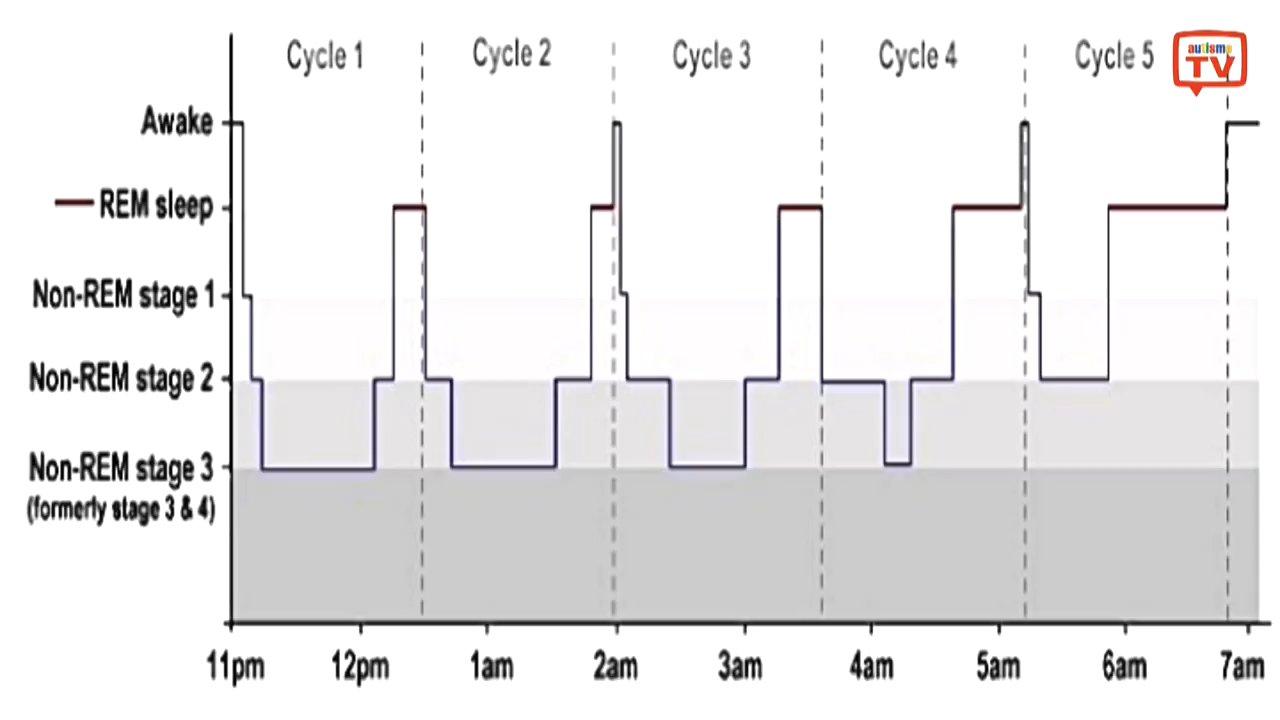 Cycle 1
Cycle 2
Cycle 3
Cycle 4
Cycle 5
autismo
TV
Awake
REM sleep
Non-REM stage 1
Non-REM stage 2
Non-REM stage 3
(formerly stage 3 & 4)
11pm
12pm
1am
2am
3am
4am
5am
6am
7am